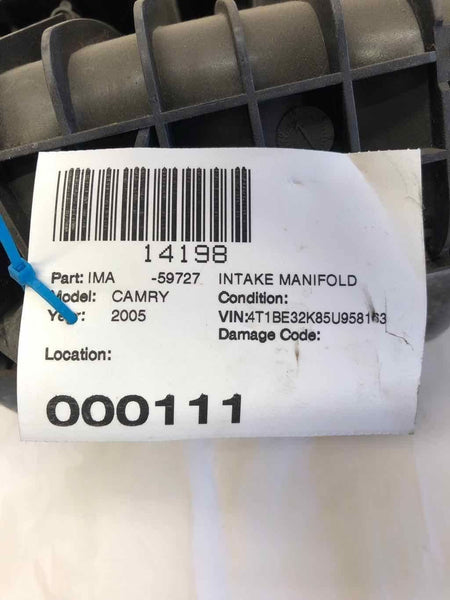 14198
Part: IMA -59727 INTAKE MANIFOLD
Model: CAMRY Condition:
Year: 2005 VIN:4T1BE32K85U958163
Damage Code:
Location:
000111